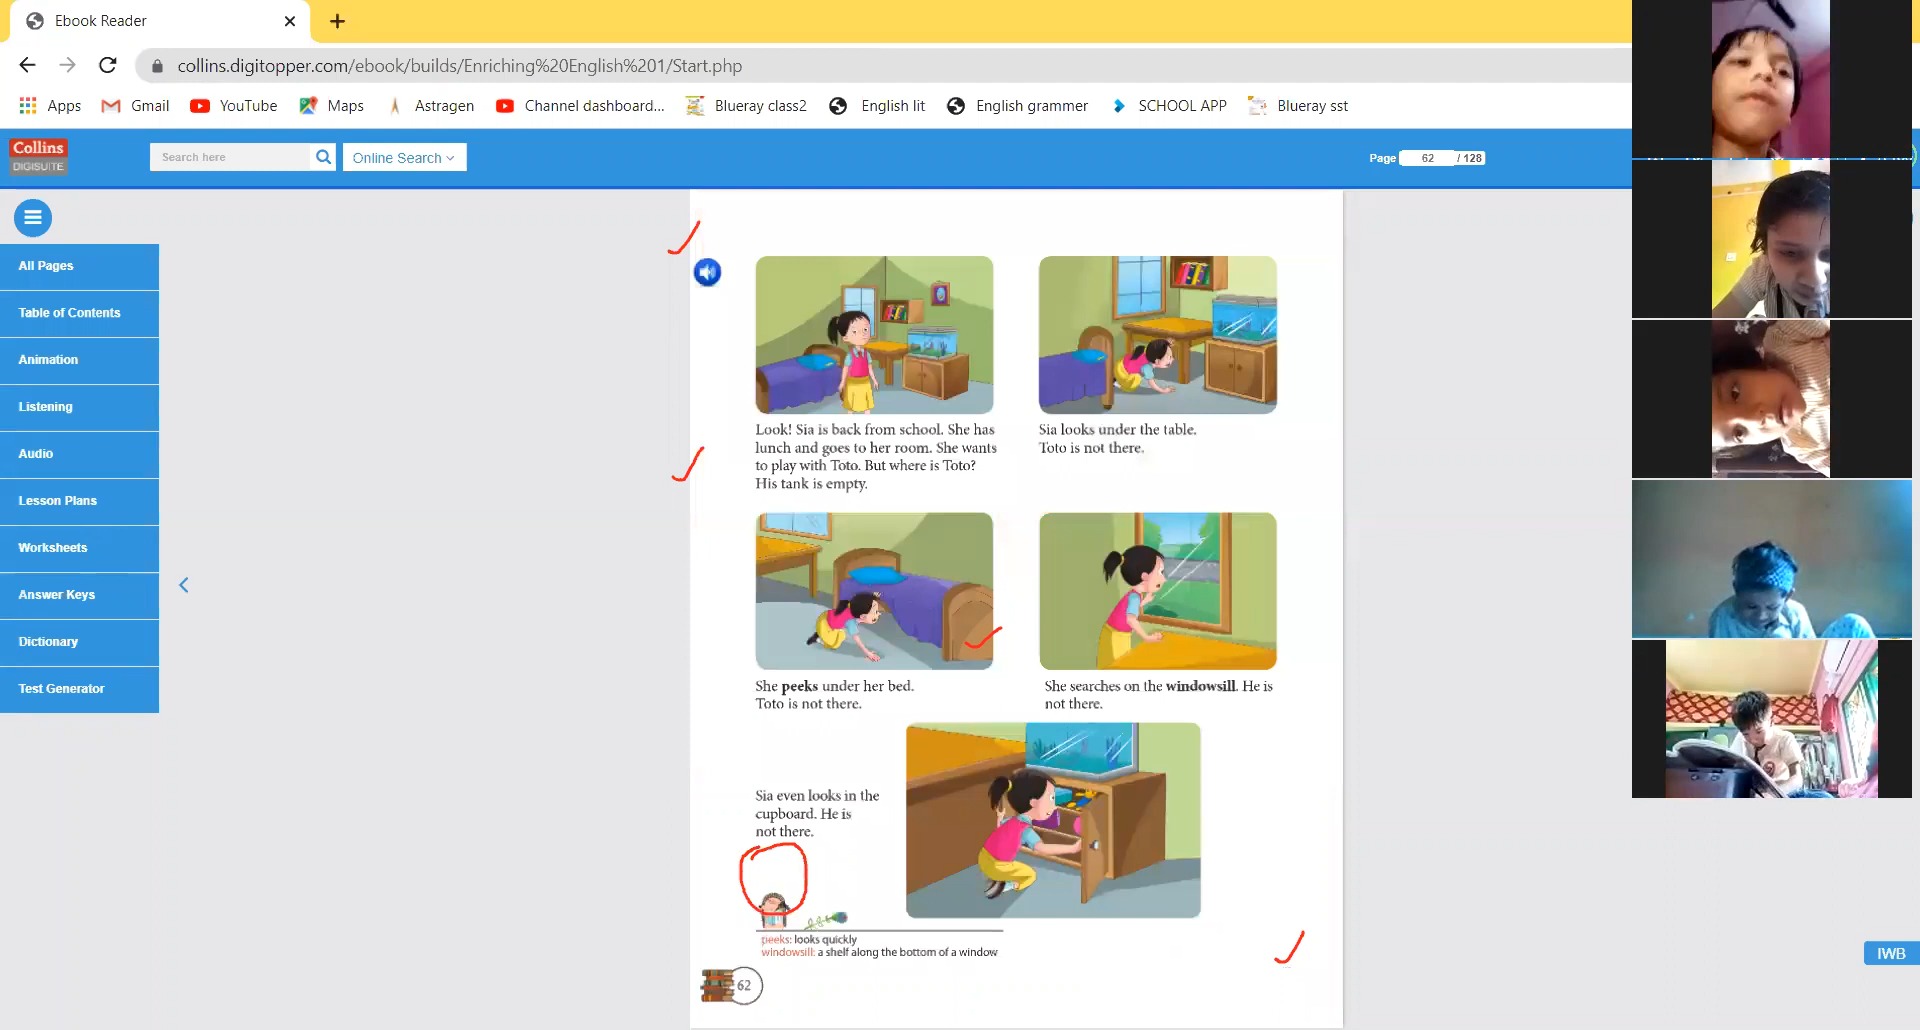 Ebook Reader
collins.digitopper.com/ebook/builds/Enriching%20English%201/Start.php
Apps Gmail YouTube Maps Astragen Channel dashboard... Blueray class2 English lit English grammer SCHOOL APP Blueray sst
Collins
DIGISUITE
Search here
Online Search
Page 62 / 128
All Pages
Table of Contents
Animation
Listening
Audio
Lesson Plans
Worksheets
Answer Keys
Dictionary
Test Generator
Look! Sia is back from school. She has
lunch and goes to her room. She wants
to play with Toto. But where is Toto?
His tank is empty.
Sia looks under the table.
Toto is not there.
She peeks under her bed.
Toto is not there.
She searches on the windowsill. He is
not there.
Sia even looks in the
cupboard. He is
not there.
peeks: looks quickly
windowsill: a shelf along the bottom of a window
62
IWB